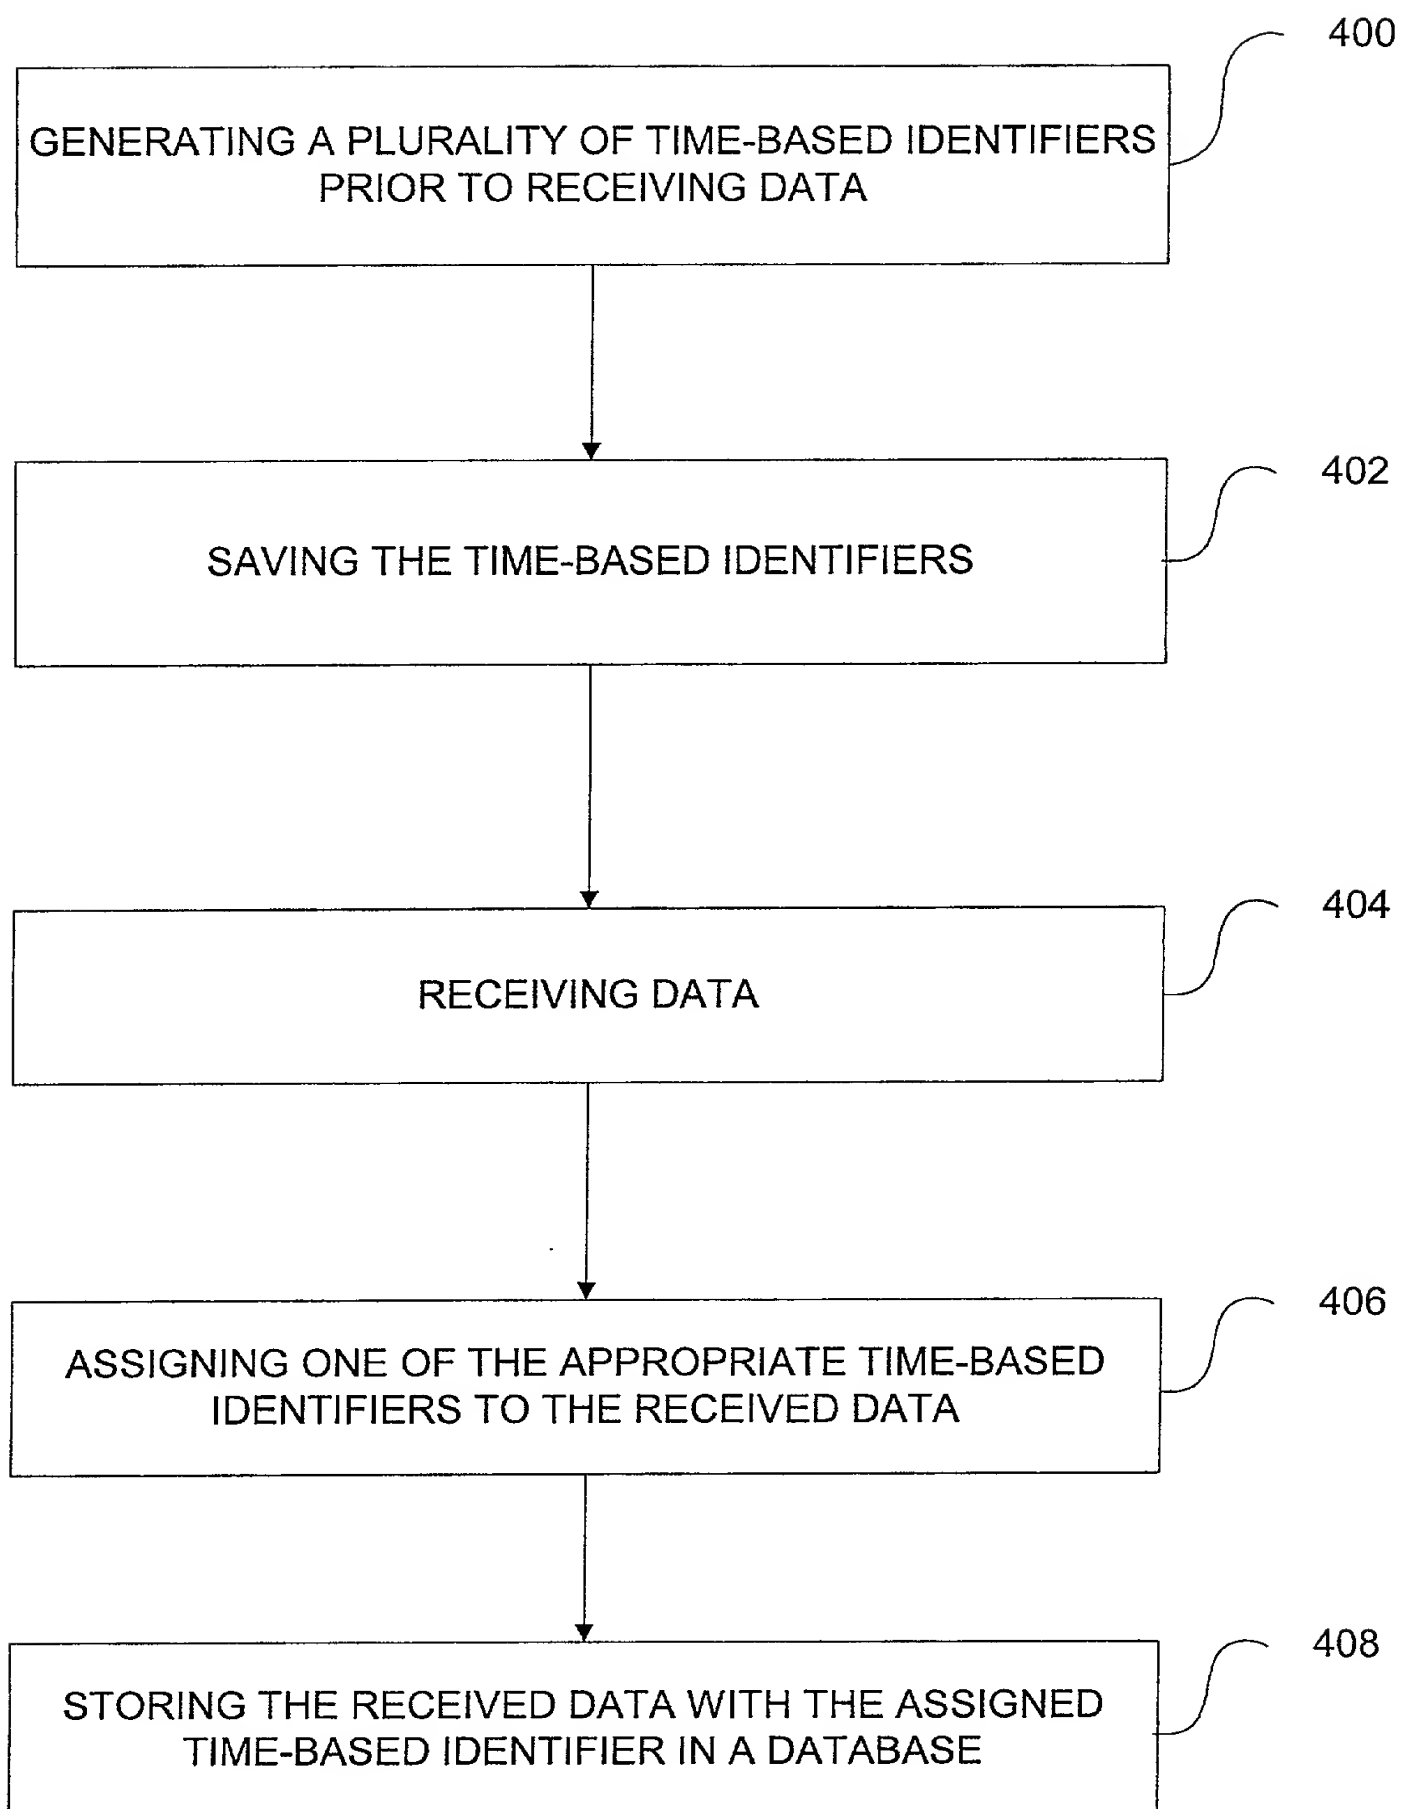 400
GENERATING A PLURALITY OF TIME-BASED IDENTIFIERS
PRIOR TO RECEIVING DATA
402
SAVING THE TIME-BASED IDENTIFIERS
404
RECEIVING DATA
406
ASSIGNING ONE OF THE APPROPRIATE TIME-BASED
IDENTIFIERS TO THE RECEIVED DATA
408
STORING THE RECEIVED DATA WITH THE ASSIGNED
TIME-BASED IDENTIFIER IN A DATABASE